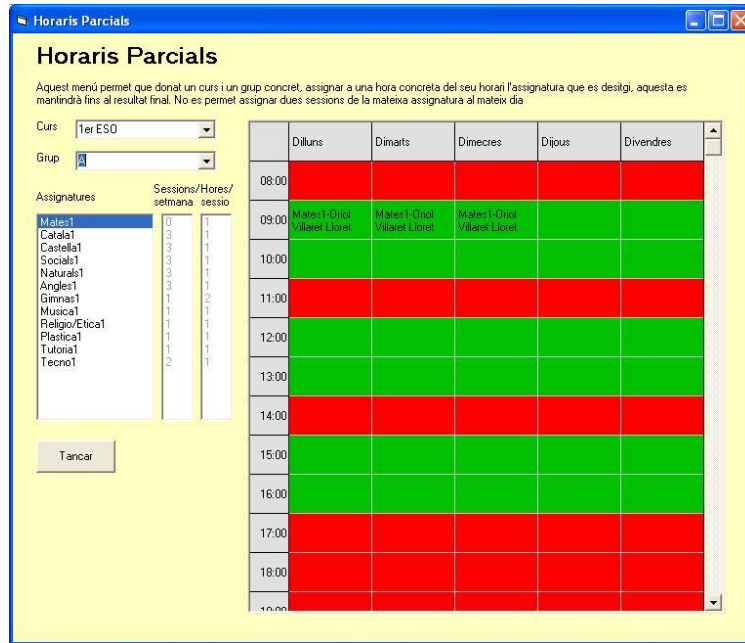 Horaris Parcials
Horaris Parcials
Aquest menú permet que donat un curs i un grup concret, assignar a una hora concreta del seu horari l'assignatura que es desitgi, aquesta es
mantindrà fins al resultat final. No es permet assignar dues sessions de la mateixa assignatura al mateix dia
Curs 1er ESO
Grup A
Assignatures Sessions/ Hores/
setmana sessio
Mates1 0 1
Catala1 3 1
Castella1 3 1
Socials1 3 1
Naturals1 3 1
Angles1 3 1
Gimnas1 1 2
Musica1 1 1
Religio/Etica1 1 1
Plastica1 1 1
Tutoria1 1 1
Tecno1 2 1
Tancar
Dilluns Dimarts Dimecres Dijous Divendres
08:00
09:00 Mates1-Oriol Mates1-Oriol Mates1-Oriol
Villaret Lloret Villaret Lloret Villaret Lloret
10:00
11:00
12:00
13:00
14:00
15:00
16:00
17:00
18:00